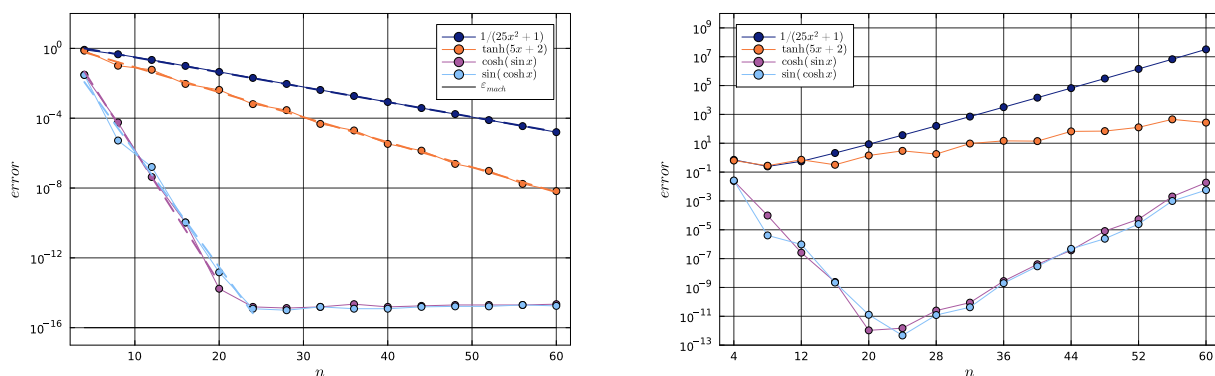 error
10^0
10^-4
10^-8
10^-12
10^-16
1/(25x^2 + 1)
tanh(5x + 2)
cosh( sin x)
sin( cosh x)
ε_mach
10 20 30 40 50 60
n
error
10^9
10^7
10^5
10^3
10^1
10^-1
10^-3
10^-5
10^-7
10^-9
10^-11
10^-13
1/(25x^2 + 1)
tanh(5x + 2)
cosh( sin x)
sin( cosh x)
4 12 20 28 36 44 52 60
n